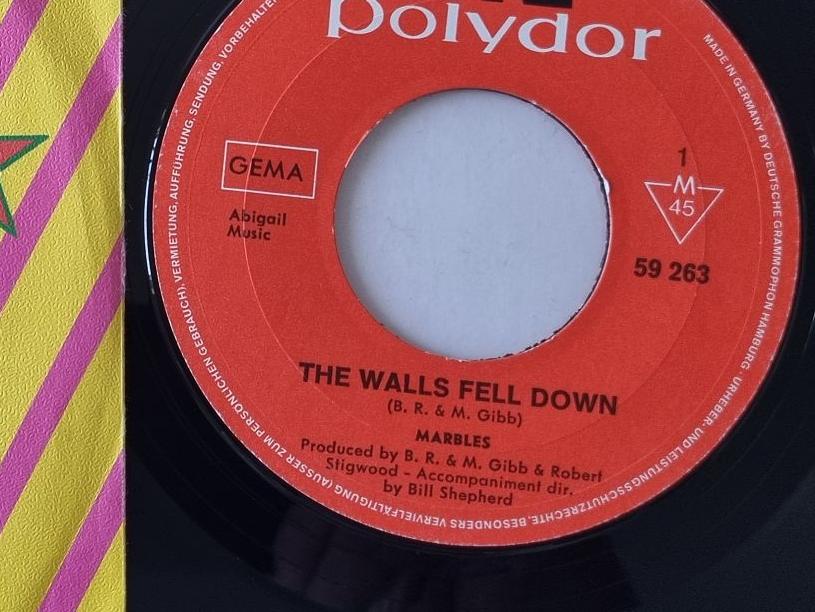 polydor
MADE IN GERMANY BY DEUTSCHE GRAMMOPHON HAMBURG · URHEBER- UND LEISTUNGSSCHUTZRECHTE, BESONDERS VERVIELFÄLTIGUNG (AUSSER ZUM PERSÖNLICHEN GEBRAUCH), VERMIETUNG, AUFFÜHRUNG, SENDUNG, VORBEHALTEN
GEMA
Abigail
Music
1
M
45
59 263
THE WALLS FELL DOWN
(B. R. & M. Gibb)
MARBLES
Produced by B. R. & M. Gibb & Robert
Stigwood - Accompaniment dir.
by Bill Shepherd